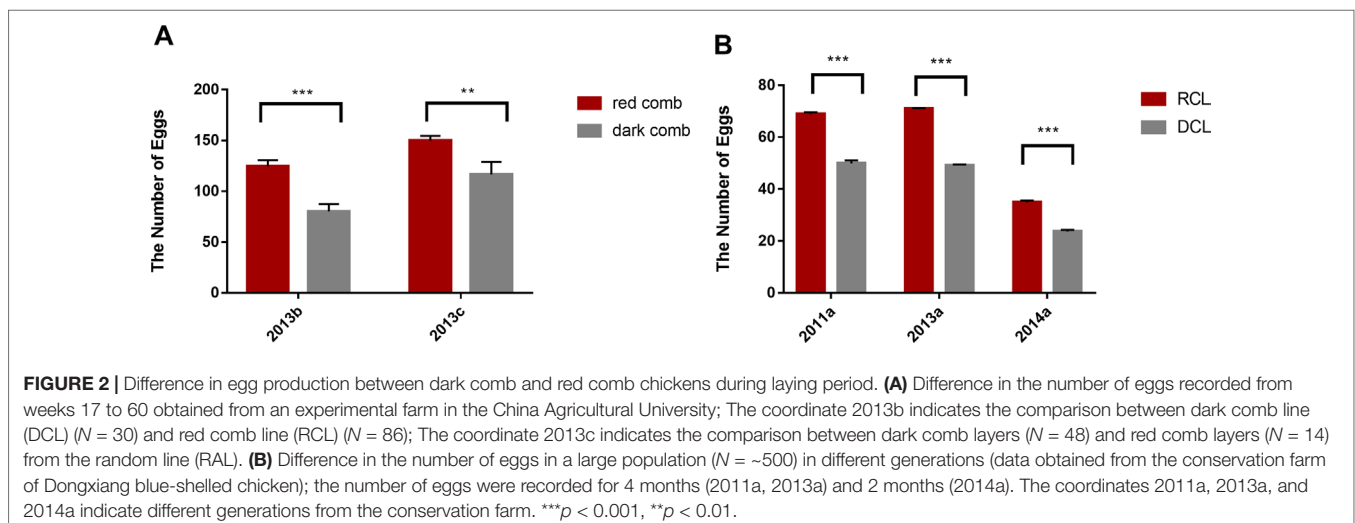 A
***
**
200
150
100
50
0
The Number of Eggs
2013b
2013c
red comb
dark comb
B
***
***
***
80
60
40
20
0
The Number of Eggs
2011a
2013a
2014a
RCL
DCL
FIGURE 2 | Difference in egg production between dark comb and red comb chickens during laying period. (A) Difference in the number of eggs recorded from
weeks 17 to 60 obtained from an experimental farm in the China Agricultural University; The coordinate 2013b indicates the comparison between dark comb line
(DCL) (N = 30) and red comb line (RCL) (N = 86); The coordinate 2013c indicates the comparison between dark comb layers (N = 48) and red comb layers (N = 14)
from the random line (RAL). (B) Difference in the number of eggs in a large population (N = ~500) in different generations (data obtained from the conservation farm
of Dongxiang blue-shelled chicken); the number of eggs were recorded for 4 months (2011a, 2013a) and 2 months (2014a). The coordinates 2011a, 2013a, and
2014a indicate different generations from the conservation farm. ***p < 0.001, **p < 0.01.